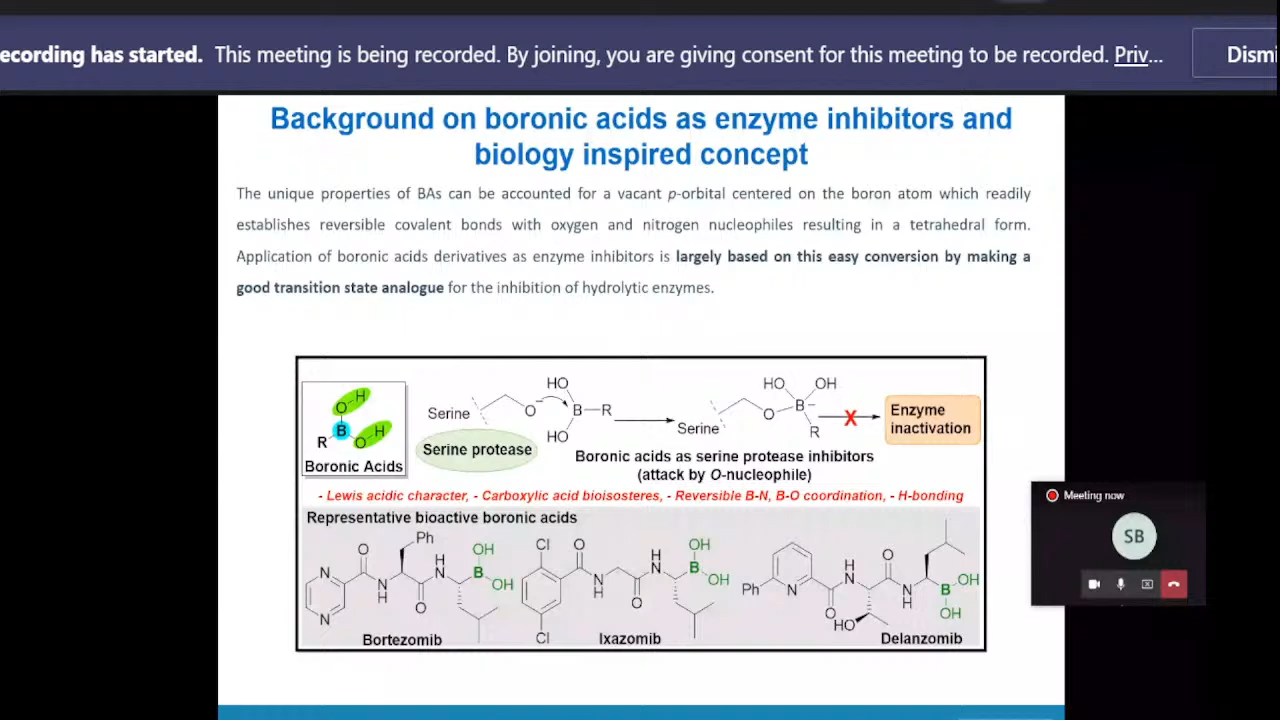 ecording has started. This meeting is being recorded. By joining, you are giving consent for this meeting to be recorded. Priv...
Dismi
Background on boronic acids as enzyme inhibitors and
biology inspired concept
The unique properties of BAs can be accounted for a vacant p-orbital centered on the boron atom which readily
establishes reversible covalent bonds with oxygen and nitrogen nucleophiles resulting in a tetrahedral form.
Application of boronic acids derivatives as enzyme inhibitors is largely based on this easy conversion by making a
good transition state analogue for the inhibition of hydrolytic enzymes.
O-H
B
R
O-H
Boronic Acids
Serine
O-
HO
B-R
HO
Serine protease
Serine
O
HO OH
B-
R
X
Enzyme
inactivation
Boronic acids as serine protease inhibitors
(attack by O-nucleophile)
- Lewis acidic character, - Carboxylic acid bioisosteres, - Reversible B-N, B-O coordination, - H-bonding
Representative bioactive boronic acids
N
N
O
N
H
Ph
O
H
N
OH
B
OH
Bortezomib
Cl
Cl
O
N
H
O
H
N
OH
B
OH
Ixazomib
Ph
N
O
H
N
HO
O
N
H
B
OH
OH
Delanzomib
Meeting now
SB